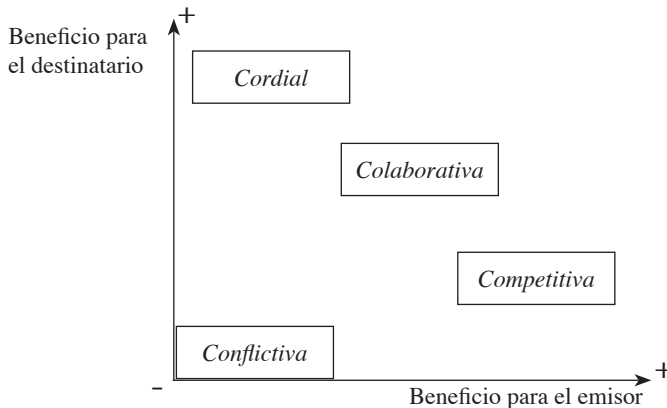 +
Beneficio para
el destinatario
Cordial
Colaborativa
Competitiva
Conflictiva
-
+
Beneficio para el emisor